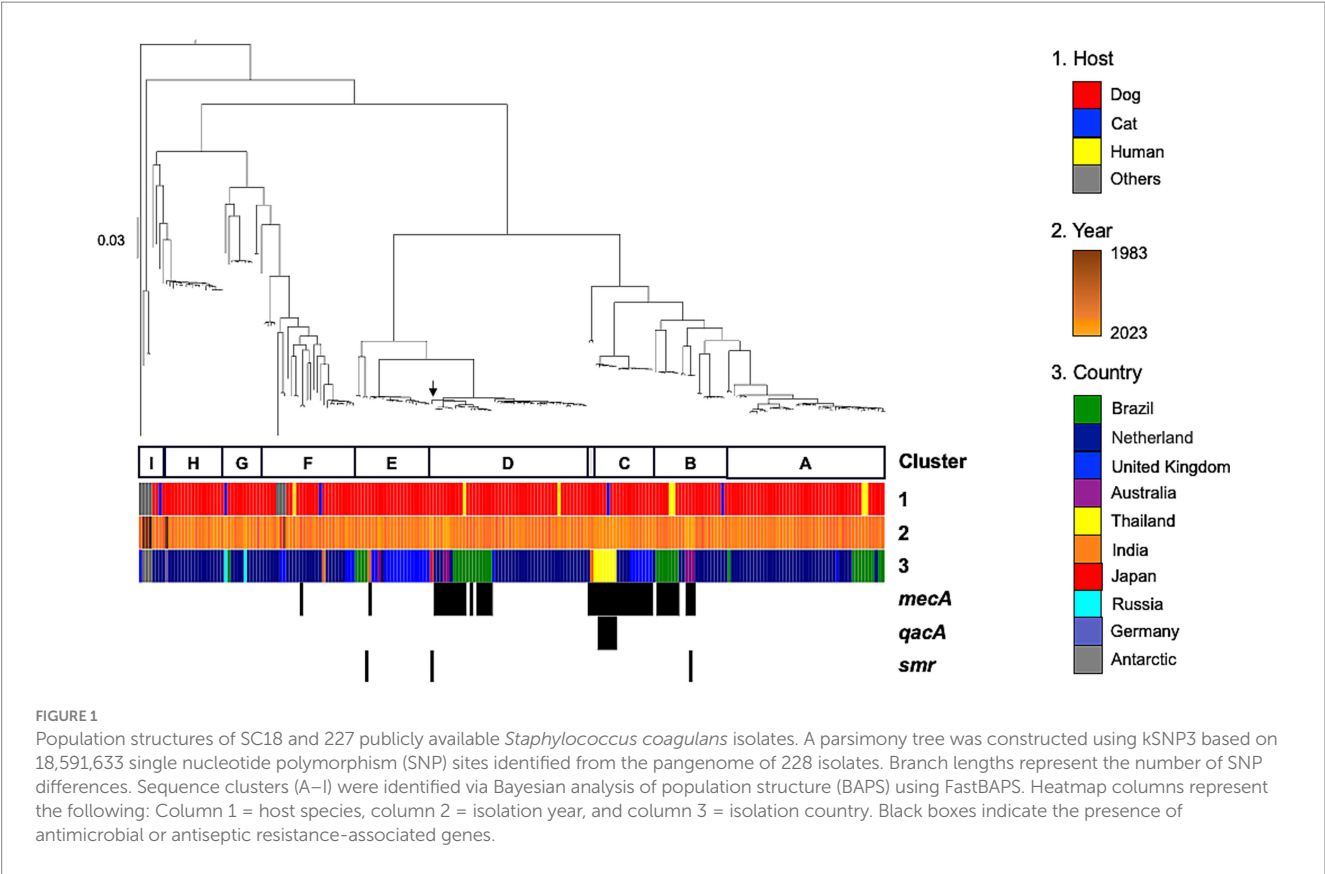 1. Host
Dog
Cat
Human
Others
2. Year
1983
2023
3. Country
Brazil
Netherland
United Kingdom
Australia
Thailand
India
Japan
Russia
Germany
Antarctic
0.03
I H G F E D C B A Cluster
1
2
3
mecA
qacA
smr
FIGURE 1
Population structures of SC18 and 227 publicly available Staphylococcus coagulans isolates. A parsimony tree was constructed using kSNP3 based on
18,591,633 single nucleotide polymorphism (SNP) sites identified from the pangenome of 228 isolates. Branch lengths represent the number of SNP
differences. Sequence clusters (A–I) were identified via Bayesian analysis of population structure (BAPS) using FastBAPS. Heatmap columns represent
the following: Column 1 = host species, column 2 = isolation year, and column 3 = isolation country. Black boxes indicate the presence of
antimicrobial or antiseptic resistance-associated genes.